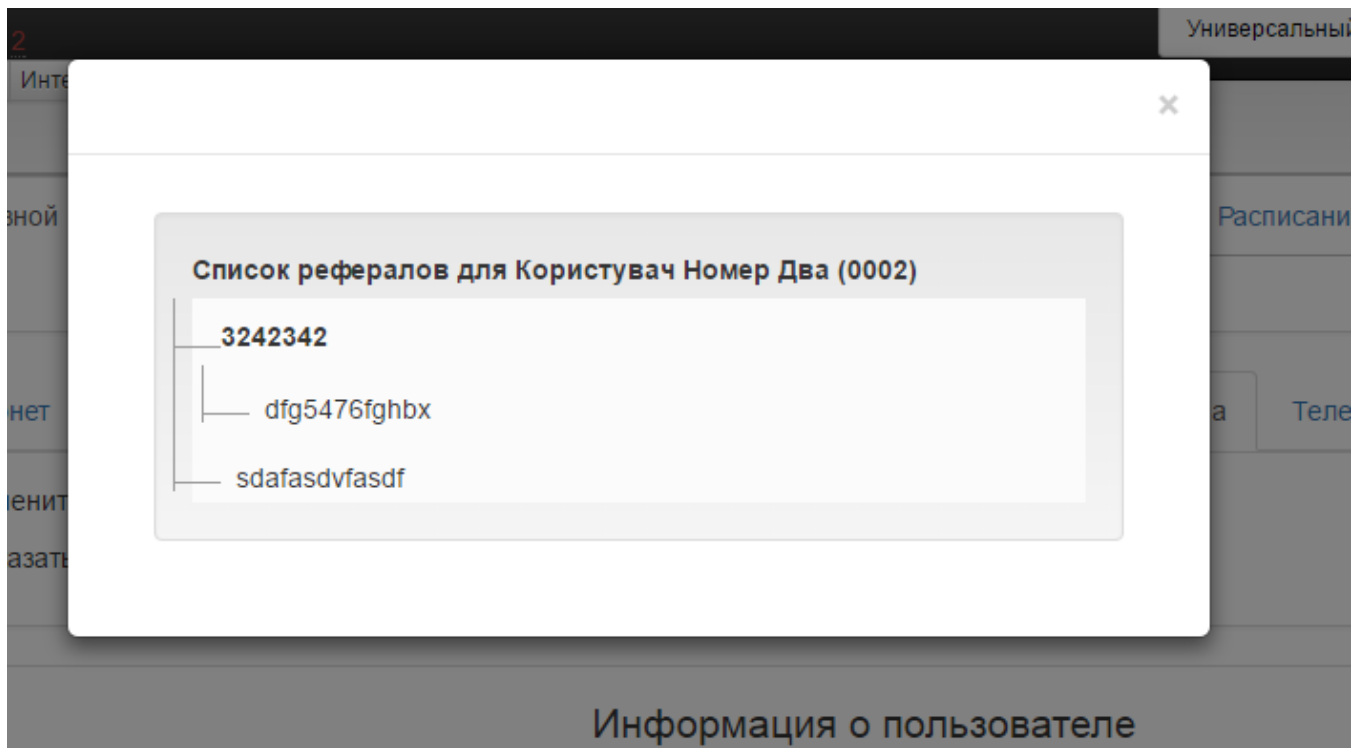 2
Универсальный
Инте
×
зной
Расписани
Список рефералов для Користувач Номер Два (0002)
3242342
dfg5476fghbx
sdafasdvfasdf
нет
а
Теле
енит
азать
Информация о пользователе